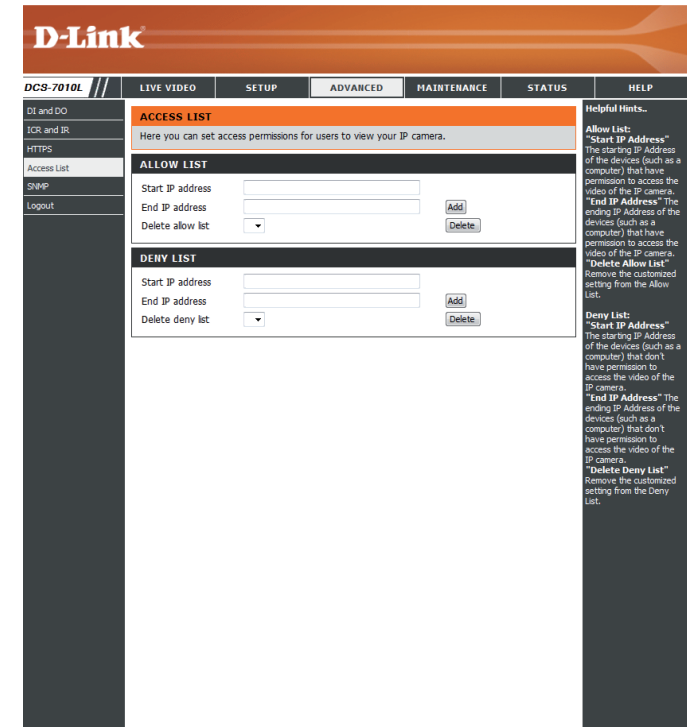 D-Link
DCS-7010L
LIVE VIDEO
SETUP
ADVANCED
MAINTENANCE
STATUS
HELP
DI and DO
ICR and IR
HTTPS
Access List
SNMP
Logout
ACCESS LIST
Here you can set access permissions for users to view your IP camera.
ALLOW LIST
Start IP address
End IP address
Add
Delete allow list
Delete
DENY LIST
Start IP address
End IP address
Add
Delete deny list
Delete
Helpful Hints..
Allow List:
"Start IP Address"
The starting IP Address
of the devices (such as a
computer) that have
permission to access the
video of the IP camera.
"End IP Address" The
ending IP Address of the
devices (such as a
computer) that have
permission to access the
video of the IP camera.
"Delete Allow List"
Remove the customized
setting from the Allow
List.
Deny List:
"Start IP Address"
The starting IP Address
of the devices (such as a
computer) that don't
have permission to
access the video of the
IP camera.
"End IP Address" The
ending IP Address of the
devices (such as a
computer) that don't
have permission to
access the video of the
IP camera.
"Delete Deny List"
Remove the customized
setting from the Deny
List.